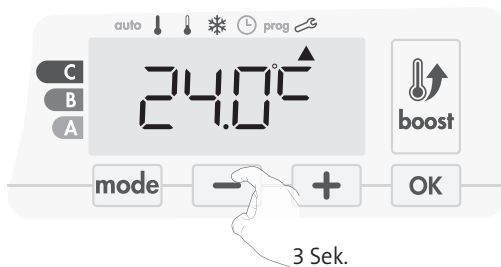 auto prog
C
B
A
24.0°C
boost
mode - + OK
3 Sek.